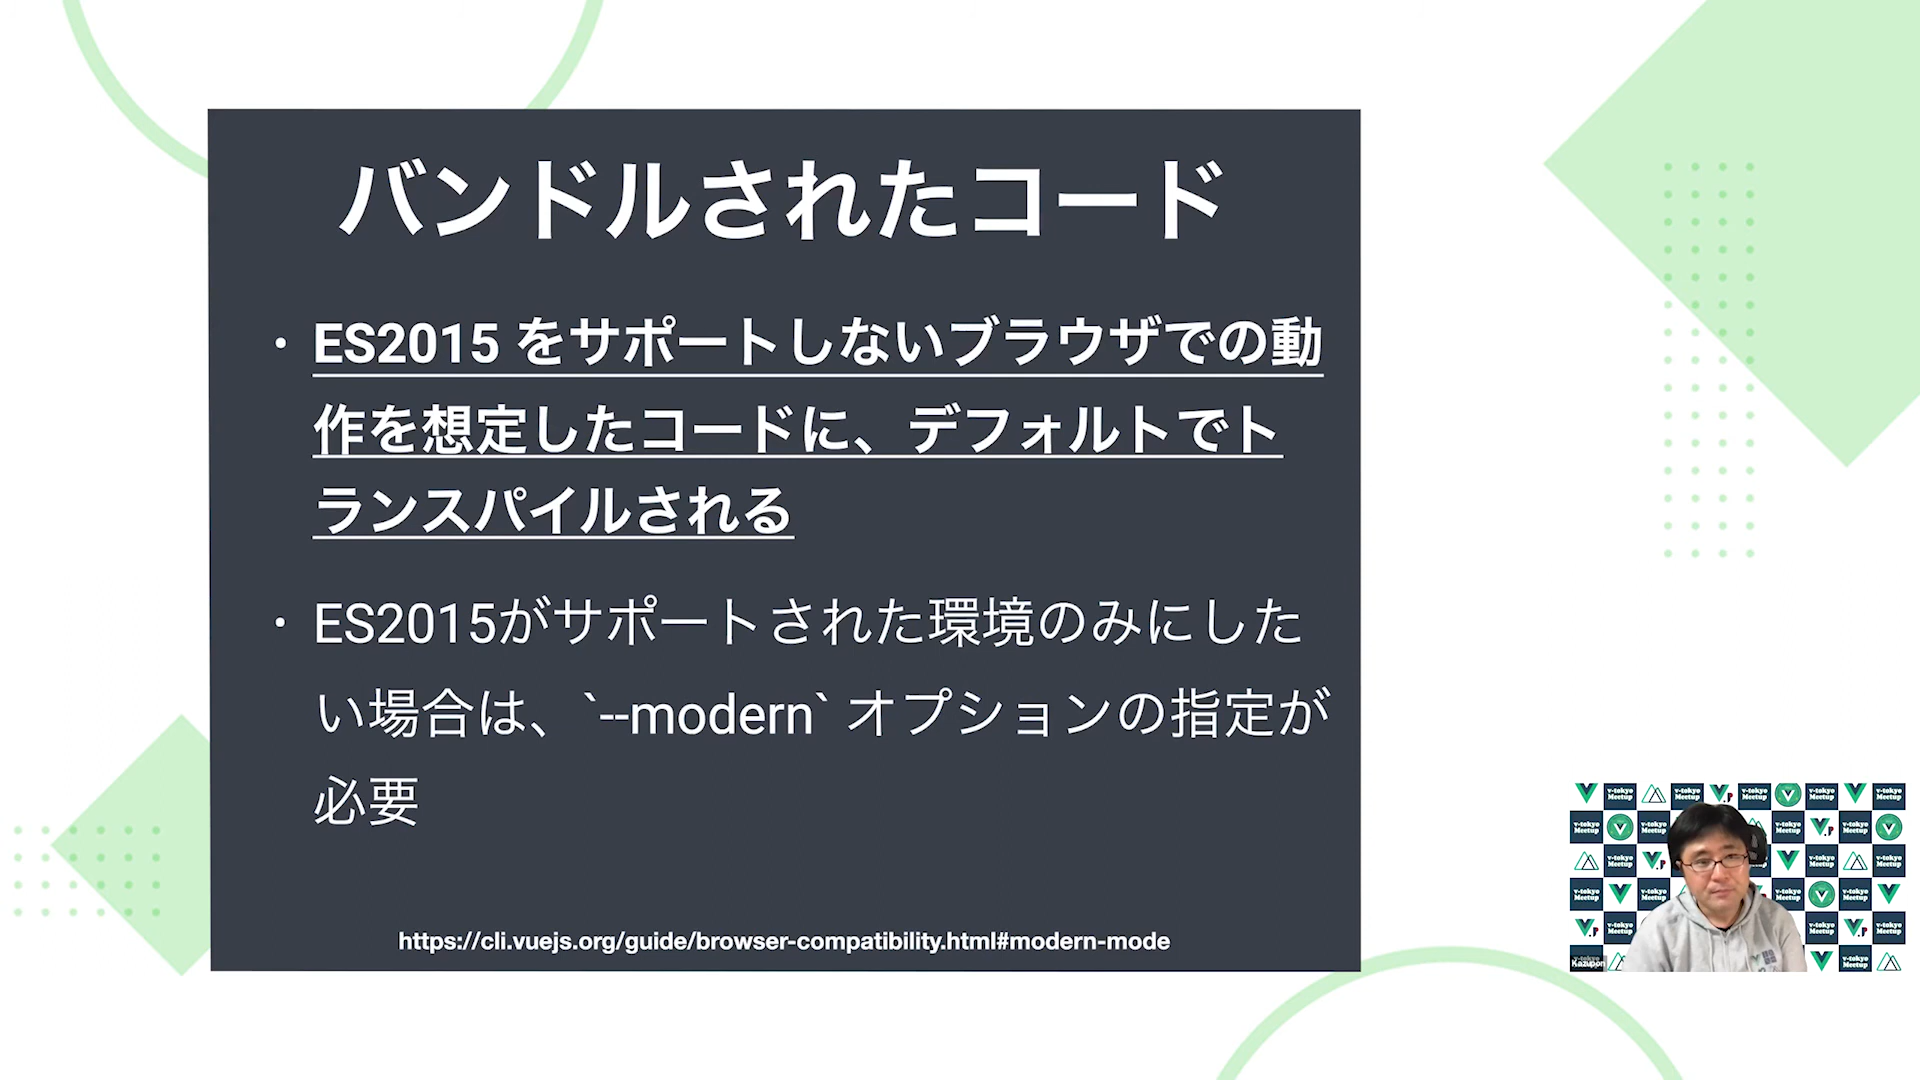 バンドルされたコード
・ES2015 をサポートしないブラウザでの動
作を想定したコードに、デフォルトでト
ランスパイルされる
・ES2015がサポートされた環境のみにした
い場合は、`--modern` オプションの指定が
必要
https://cli.vuejs.org/guide/browser-compatibility.html#modern-mode
v-tokyo
Meetup
Kazupon